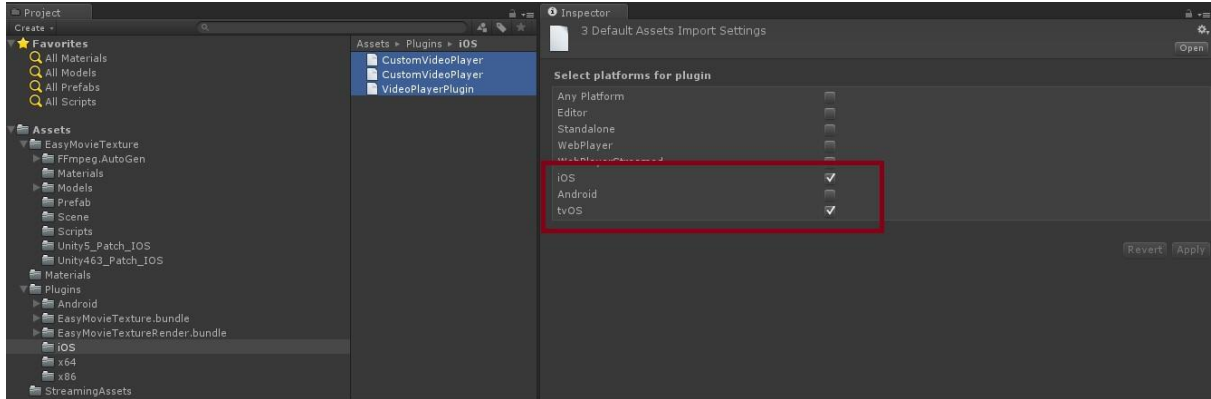 Project
Create
Favorites
All Materials
All Models
All Prefabs
All Scripts
Assets
EasyMovieTexture
FFmpeg.AutoGen
Materials
Models
Prefab
Scene
Scripts
Unity5_Patch_IOS
Unity463_Patch_IOS
Materials
Plugins
Android
EasyMovieTexture.bundle
EasyMovieTextureRender.bundle
iOS
x64
x86
StreamingAssets
Assets ▸ Plugins ▸ iOS
CustomVideoPlayer
CustomVideoPlayer
VideoPlayerPlugin
Inspector
3 Default Assets Import Settings
Open
Select platforms for plugin
Any Platform
Editor
Standalone
WebPlayer
WebPlayerStreamed
iOS
Android
tvOS
Revert Apply